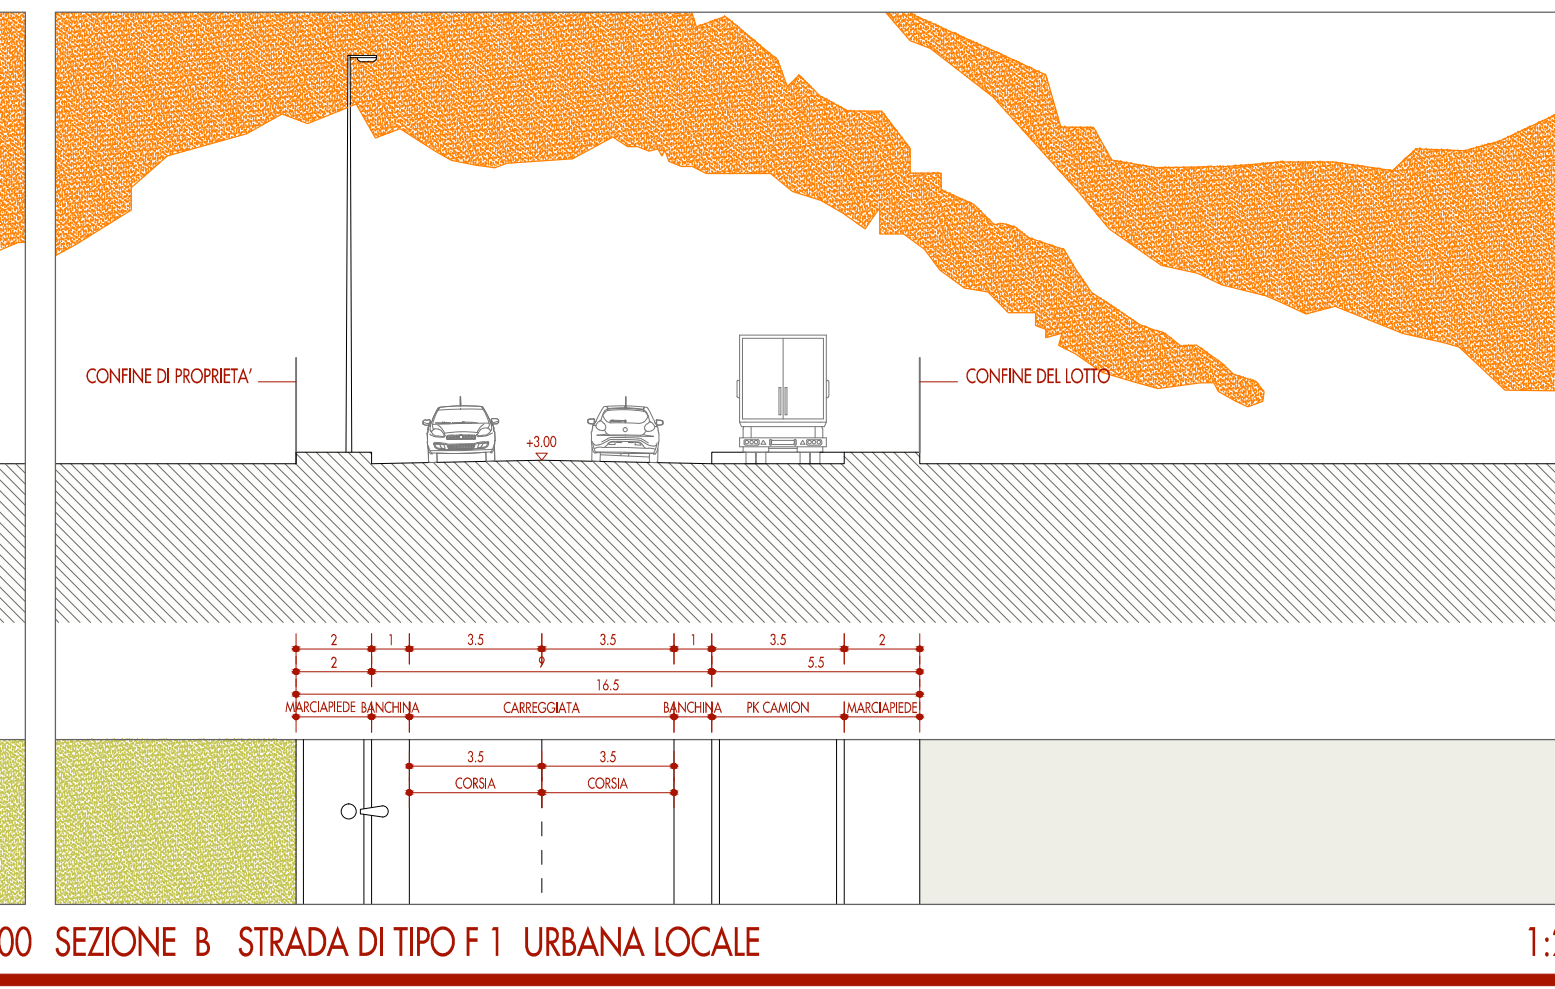 CONFINE DI PROPRIETA'
CONFINE DEL LOTTO
+3.00
2 1 3.5 3.5 1 3.5 2
2 9 5.5
16.5
MARCIAPIEDE BANCHINA CARREGGIATA BANCHINA PK CAMION MARCIAPIEDE
3.5 3.5
CORSIA CORSIA
00 SEZIONE B STRADA DI TIPO F 1 URBANA LOCALE